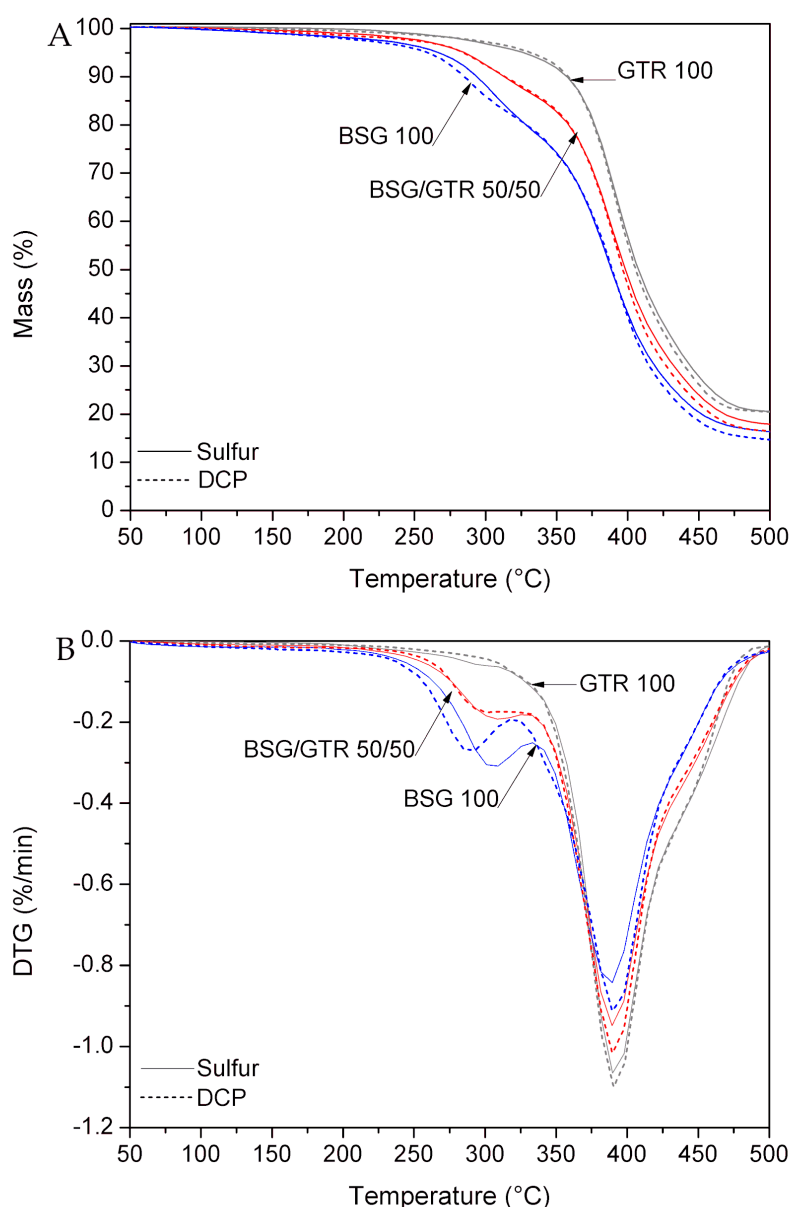 A
100
90
80
70
60
50
40
30
20
10
0
Mass (%)
GTR 100
BSG 100
BSG/GTR 50/50
Sulfur
DCP
50 100 150 200 250 300 350 400 450 500
Temperature (°C)
B
0.0
-0.2
-0.4
-0.6
-0.8
-1.0
-1.2
DTG (%/min)
GTR 100
BSG/GTR 50/50
BSG 100
Sulfur
DCP
50 100 150 200 250 300 350 400 450 500
Temperature (°C)